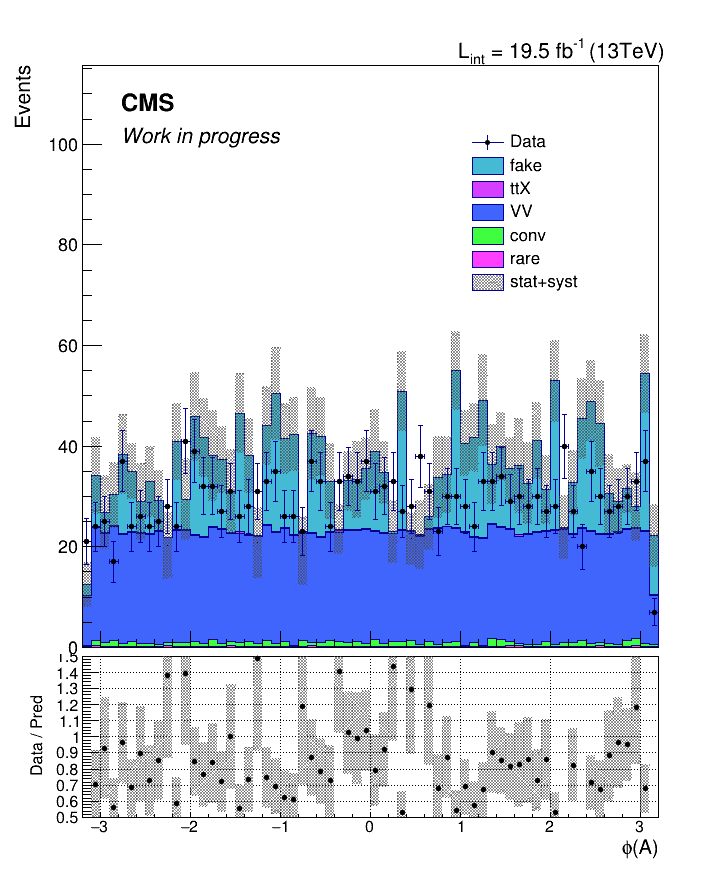 L_int = 19.5 fb^-1 (13TeV)
Events
CMS
Work in progress
100
80
60
40
20
0
Data
fake
ttX
VV
conv
rare
stat+syst
Data / Pred
1.5
1.4
1.3
1.2
1.1
1
0.9
0.8
0.7
0.6
0.5
−3 −2 −1 0 1 2 3
ϕ(A)